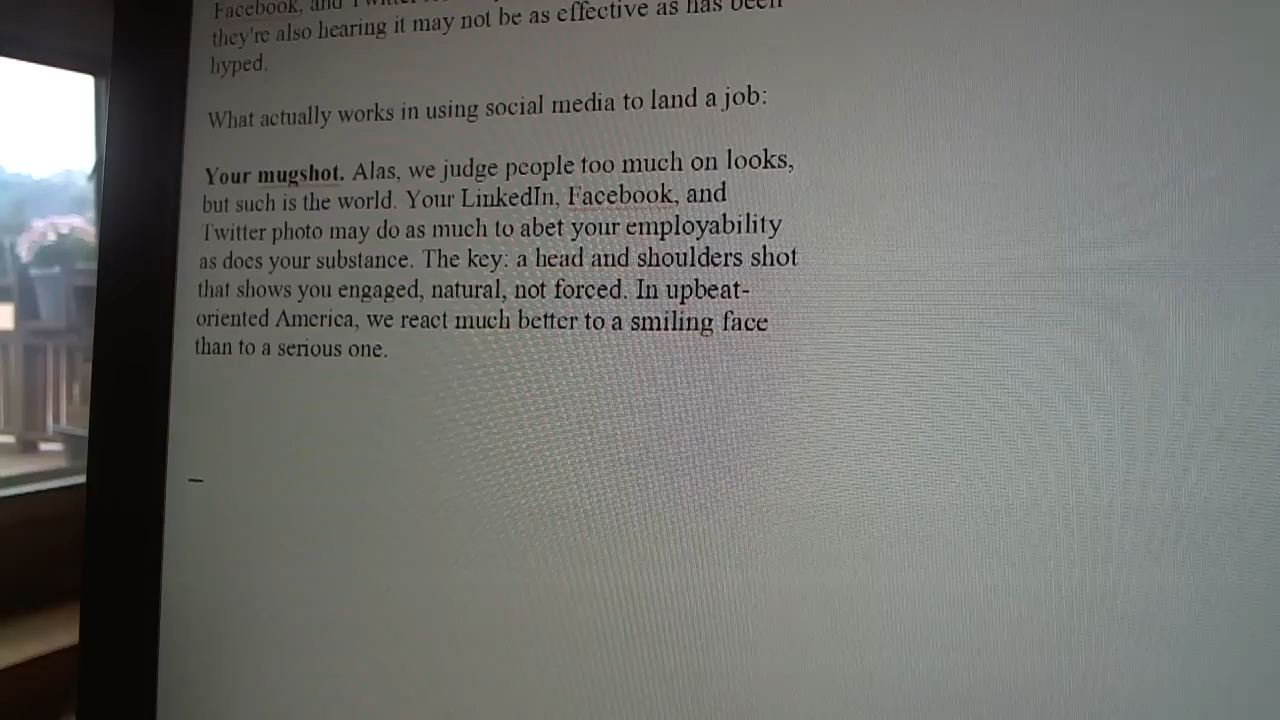 Facebook, and Twitter
they're also hearing it may not be as effective as has been
hyped.
What actually works in using social media to land a job:
Your mugshot. Alas, we judge people too much on looks,
but such is the world. Your LinkedIn, Facebook, and
Twitter photo may do as much to abet your employability
as does your substance. The key: a head and shoulders shot
that shows you engaged, natural, not forced. In upbeat-
oriented America, we react much better to a smiling face
than to a serious one.